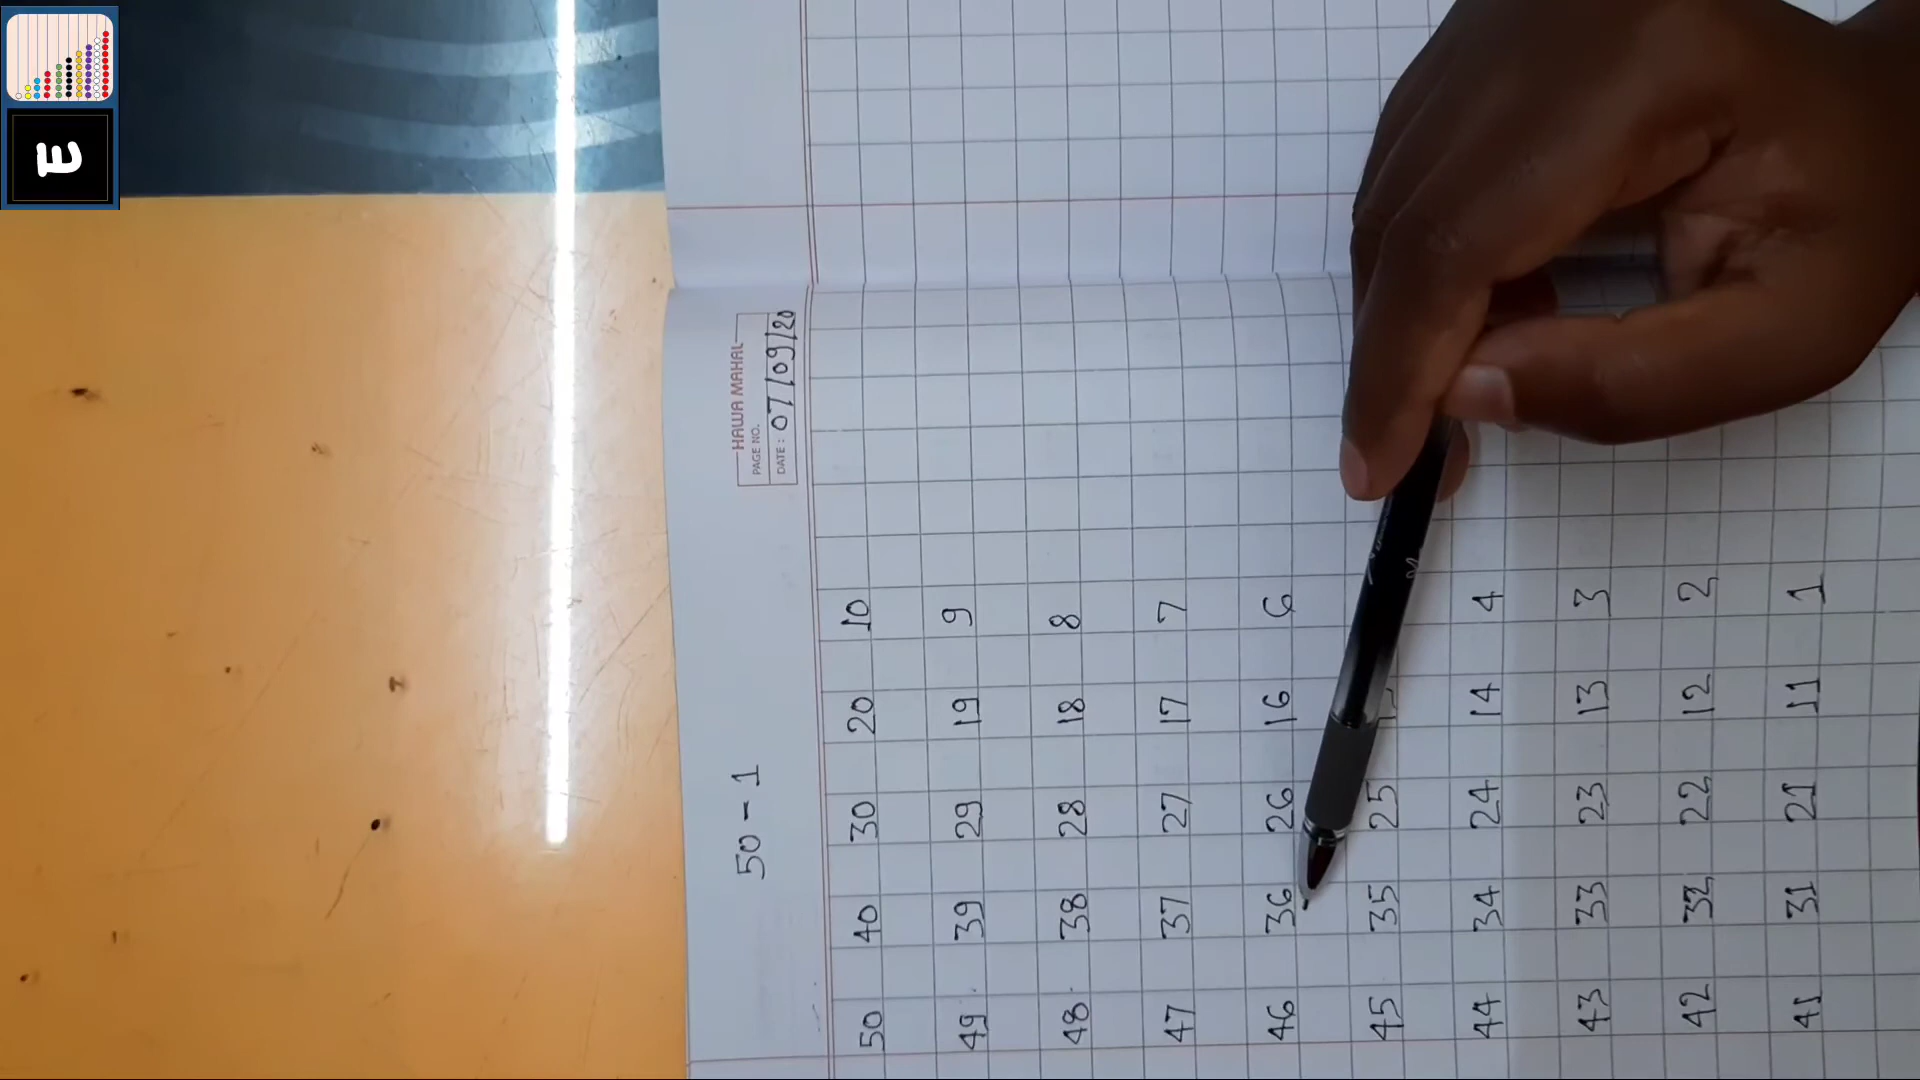 HAWA MAHAL
PAGE NO.
DATE: 07/09/20
50 - 1
50 40 30 20 10
49 39 29 19 9
48 38 28 18 8
47 37 27 17 7
46 36 26 16 6
45 35 25
44 34 24 14 4
43 33 23 13 3
42 32 22 12 2
41 31 21 11 1